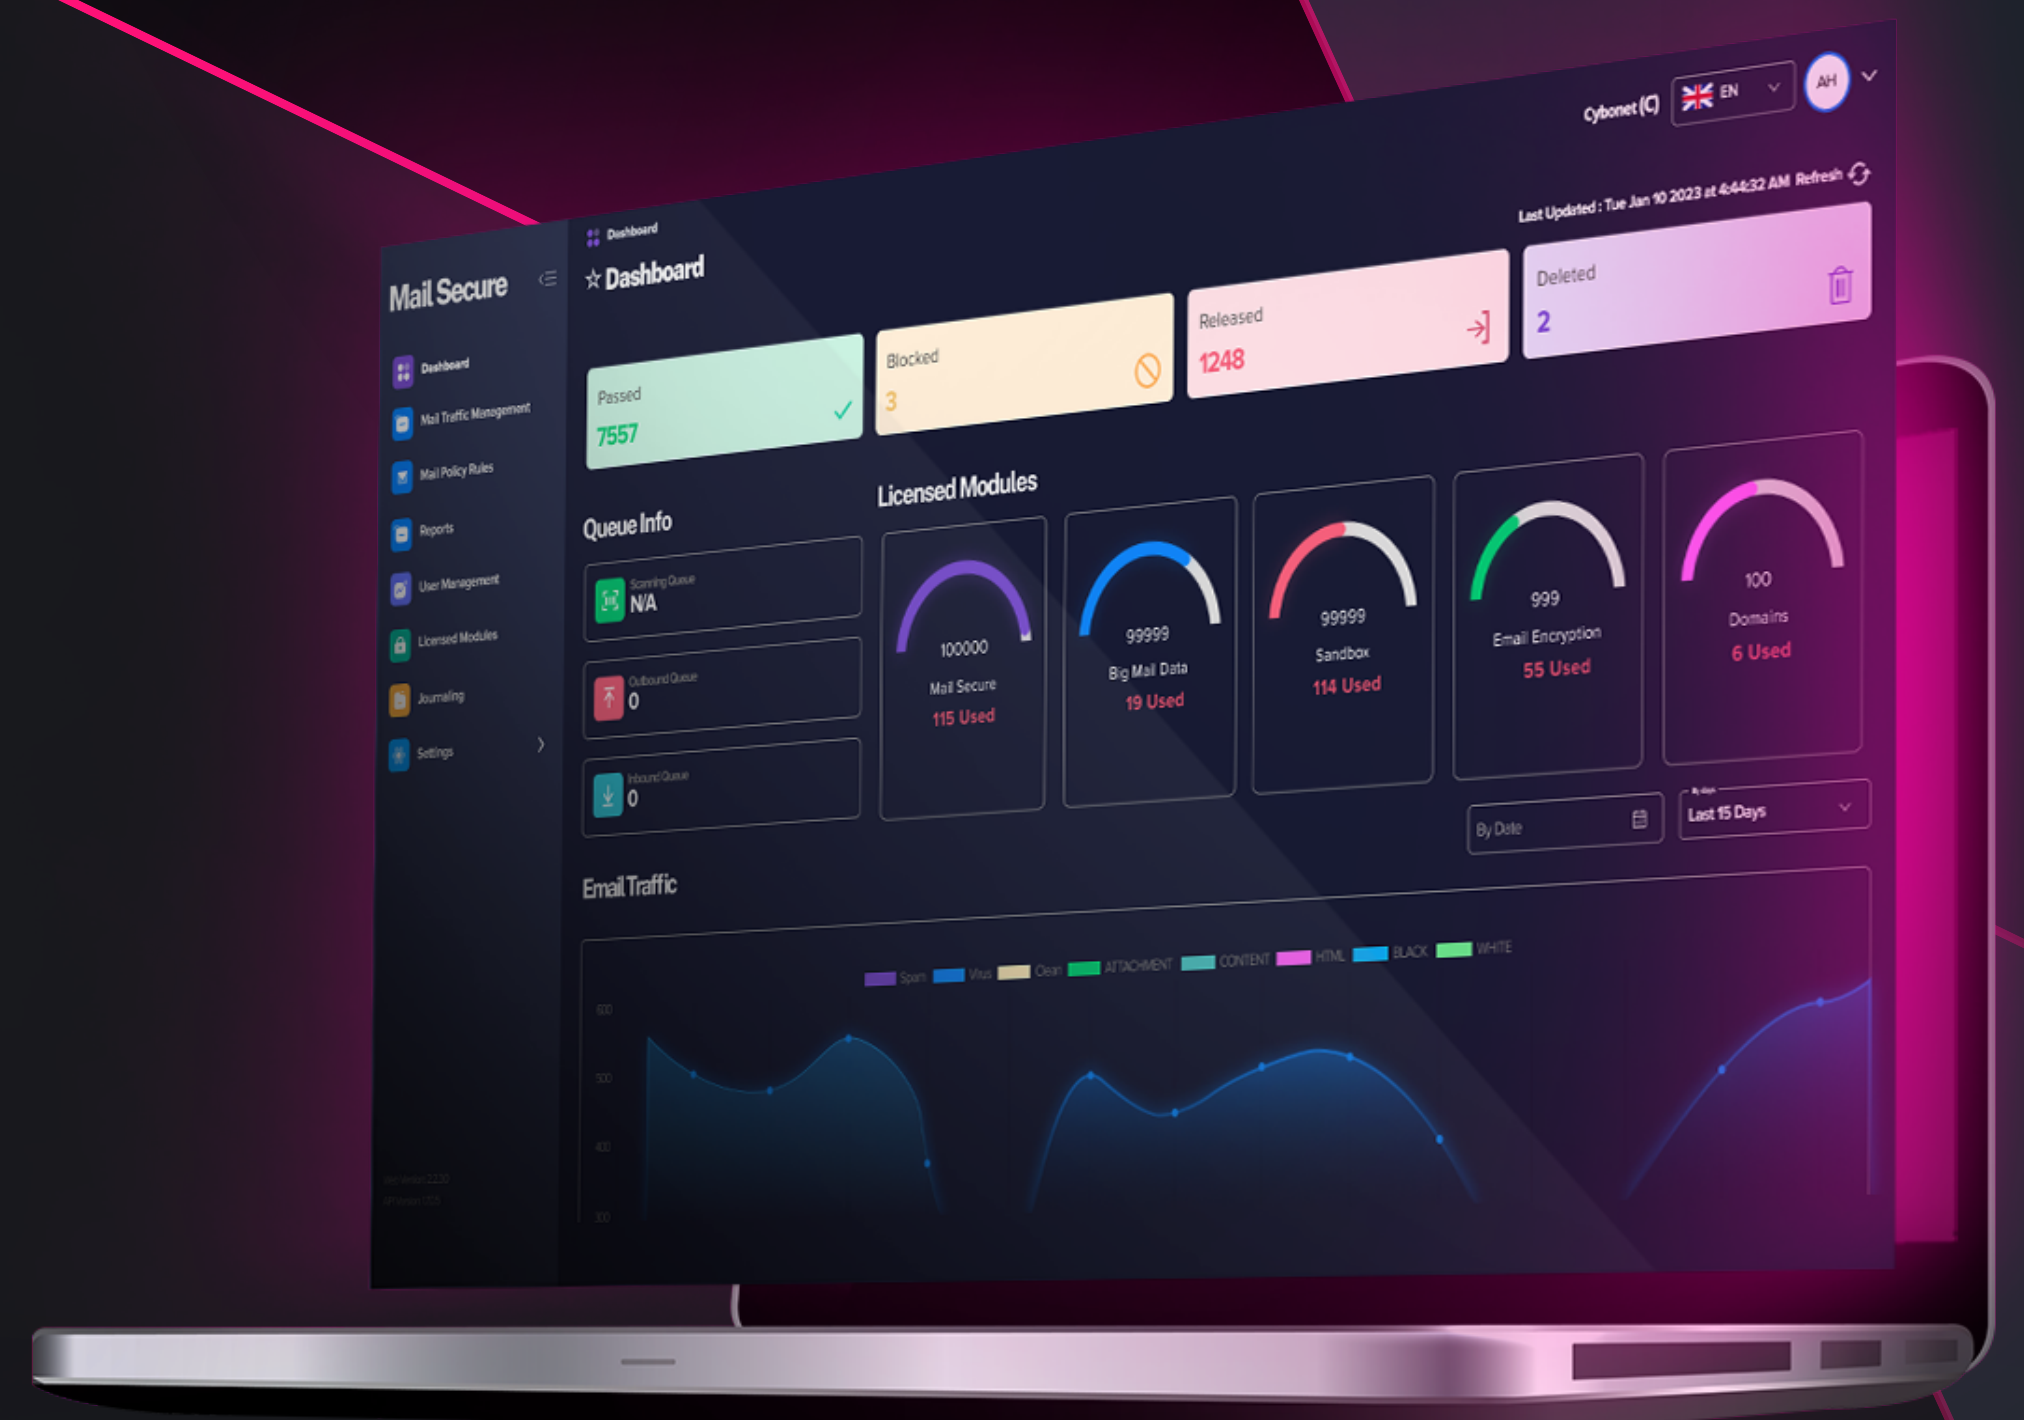 Cybonet (C)
EN
AH
Last Updated : Tue Jan 10 2023 at 4:44:32 AM Refresh
Mail Secure
Dashboard
Mail Traffic Management
Mail Policy Rules
Reports
User Management
Licensed Modules
Journaling
Settings
Dashboard
Dashboard
Passed
7557
Blocked
3
Released
1248
Deleted
2
Queue Info
Scanning Queue
N/A
Outbound Queue
0
Inbound Queue
0
Licensed Modules
100000
Mail Secure
115 Used
99999
Big Mail Data
19 Used
99999
Sandbox
114 Used
999
Email Encryption
55 Used
100
Domains
6 Used
By Date
By days
Last 15 Days
Email Traffic
Spam Virus Clean ATTACHMENT CONTENT HTML BLACK WHITE
600
500
400
300